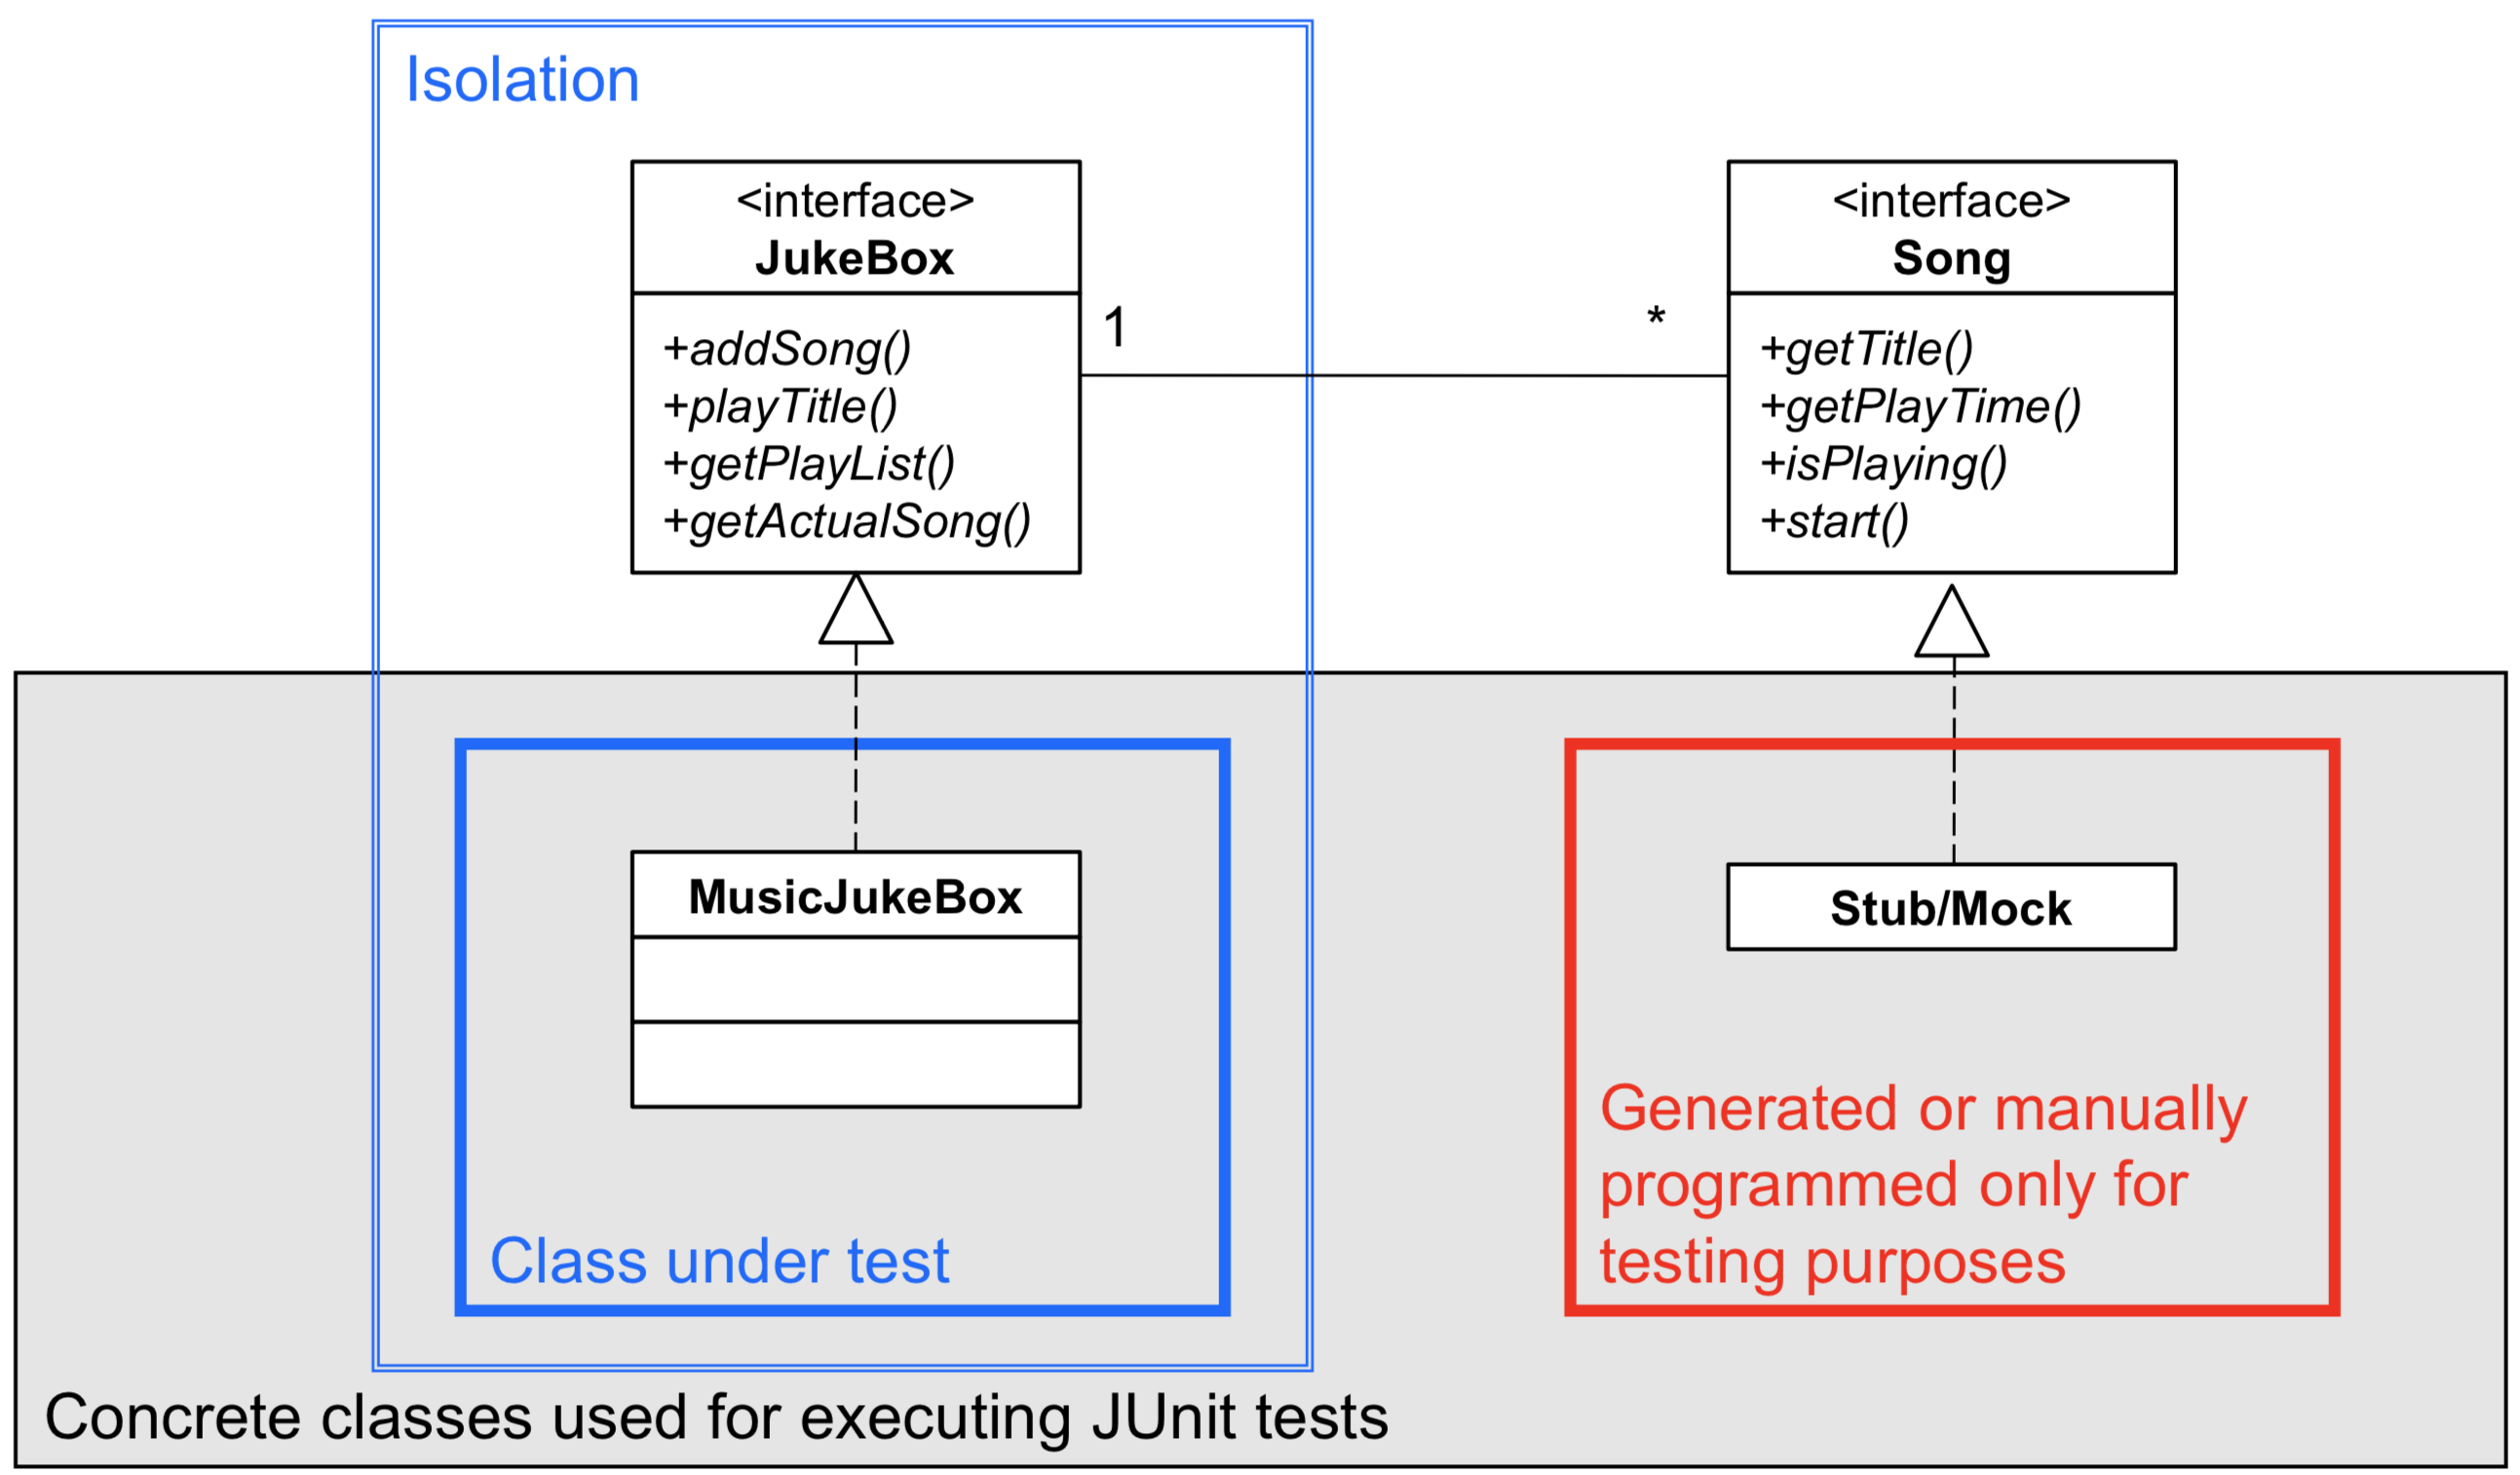 Isolation
<interface>
JukeBox
+addSong()
+playTitle()
+getPlayList()
+getActualSong()
1
*
<interface>
Song
+getTitle()
+getPlayTime()
+isPlaying()
+start()
MusicJukeBox
Class under test
Stub/Mock
Generated or manually
programmed only for
testing purposes
Concrete classes used for executing JUnit tests